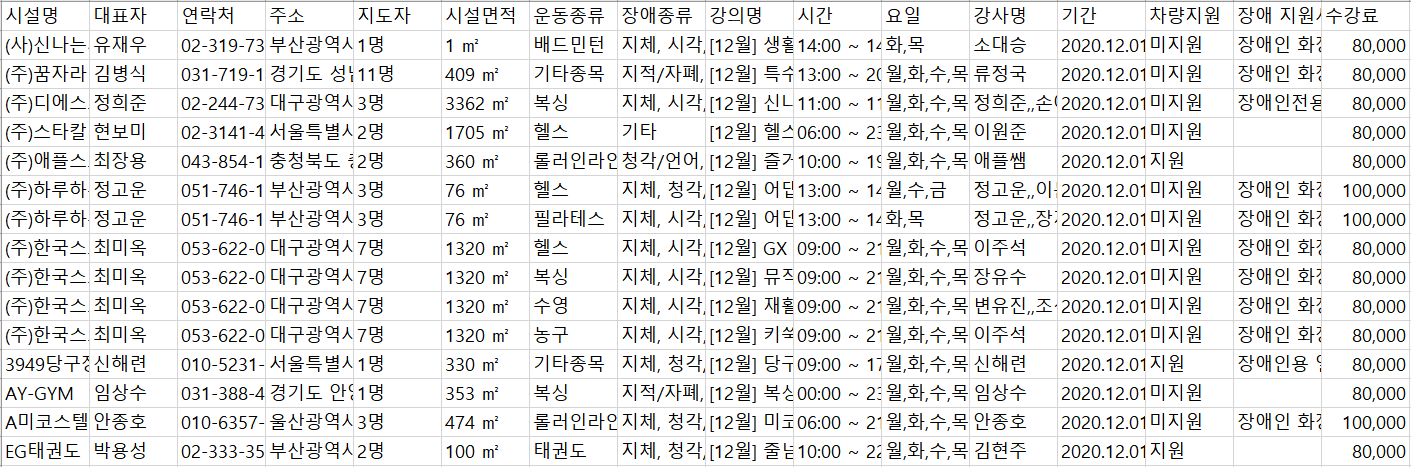 시설명 대표자 연락처 주소 지도자 시설면적 운동종류 장애종류 강의명 시간 요일 강사명 기간 차량지원 장애 지원시 수강료
(사)신나는 유재우 02-319-73 부산광역시 1명 1 ㎡ 배드민턴 지체, 시각, [12월] 생활 14:00 ~ 14 화,목 소대승 2020.12.01 미지원 장애인 화장 80,000
(주)꿈자라 김병식 031-719-1 경기도 성남 11명 409 ㎡ 기타종목 지적/자폐, [12월] 특수 13:00 ~ 20 월,화,수,목 류정국 2020.12.01 미지원 장애인 화장 80,000
(주)디에스 정희준 02-244-73 대구광역시 3명 3362 ㎡ 복싱 지체, 시각, [12월] 신나 11:00 ~ 11 월,화,수,목 정희준,,손 2020.12.01 미지원 장애인전용 80,000
(주)스타칼 현보미 02-3141-4 서울특별시 2명 1705 ㎡ 헬스 기타 [12월] 헬스 06:00 ~ 23 월,화,수,목 이원준 2020.12.01 미지원 80,000
(주)애플스 최장용 043-854-1 충청북도 2명 360 ㎡ 롤러인라인 청각/언어, [12월] 즐거 10:00 ~ 19 월,화,수,목 애플쌤 2020.12.01 지원 80,000
(주)하루하 정고운 051-746-1 부산광역시 3명 76 ㎡ 헬스 지체, 청각, [12월] 어댑 13:00 ~ 14 월,수,금 정고운,,이 2020.12.01 미지원 장애인 화장 100,000
(주)하루하 정고운 051-746-1 부산광역시 3명 76 ㎡ 필라테스 지체, 시각, [12월] 어댑 13:00 ~ 14 화,목 정고운,,장 2020.12.01 미지원 장애인 화장 100,000
(주)한국스 최미옥 053-622-0 대구광역시 7명 1320 ㎡ 헬스 지체, 시각, [12월] GX 09:00 ~ 21 월,화,수,목 이주석 2020.12.01 미지원 장애인 화장 80,000
(주)한국스 최미옥 053-622-0 대구광역시 7명 1320 ㎡ 복싱 지체, 시각, [12월] 뮤직 09:00 ~ 21 월,화,수,목 장유수 2020.12.01 미지원 장애인 화장 80,000
(주)한국스 최미옥 053-622-0 대구광역시 7명 1320 ㎡ 수영 지체, 시각, [12월] 재활 09:00 ~ 21 월,화,수,목 변유진,,조 2020.12.01 미지원 장애인 화장 80,000
(주)한국스 최미옥 053-622-0 대구광역시 7명 1320 ㎡ 농구 지체, 시각, [12월] 키쑥 09:00 ~ 21 월,화,수,목 이주석 2020.12.01 미지원 장애인 화장 80,000
3949당구장 신해련 010-5231- 서울특별시 1명 330 ㎡ 기타종목 지체, 청각, [12월] 당구 09:00 ~ 17 월,화,수,목 신해련 2020.12.01 지원 장애인용 80,000
AY-GYM 임상수 031-388-4 경기도 안양 1명 353 ㎡ 복싱 지적/자폐, [12월] 복싱 00:00 ~ 23 월,화,수,목 임상수 2020.12.01 미지원 80,000
A미코스텔 안종호 010-6357- 울산광역시 3명 474 ㎡ 롤러인라인 지체, 청각, [12월] 미코 06:00 ~ 21 월,화,수,목 안종호 2020.12.01 미지원 장애인 화장 100,000
EG태권도 박용성 02-333-35 부산광역시 2명 100 ㎡ 태권도 지체, 청각, [12월] 줄넘 10:00 ~ 22 월,화,수,목 김현주 2020.12.01 지원 80,000